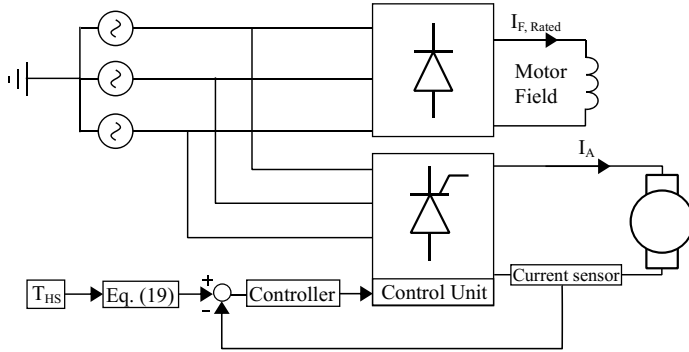 I_F, Rated
Motor
Field
I_A
T_HS
Eq. (19)
+
−
Controller
Control Unit
Current sensor